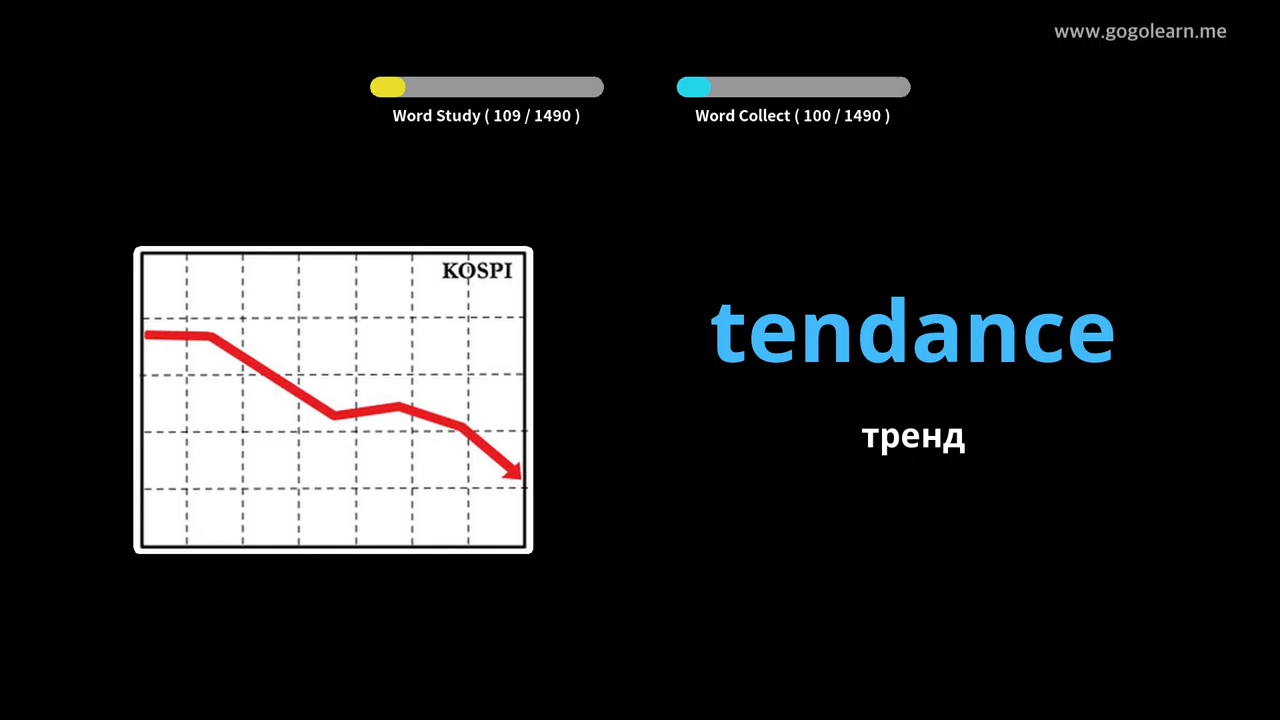 www.gogolearn.me
Word Study ( 109 / 1490 )
Word Collect ( 100 / 1490 )
KOSPI
tendance
тренд